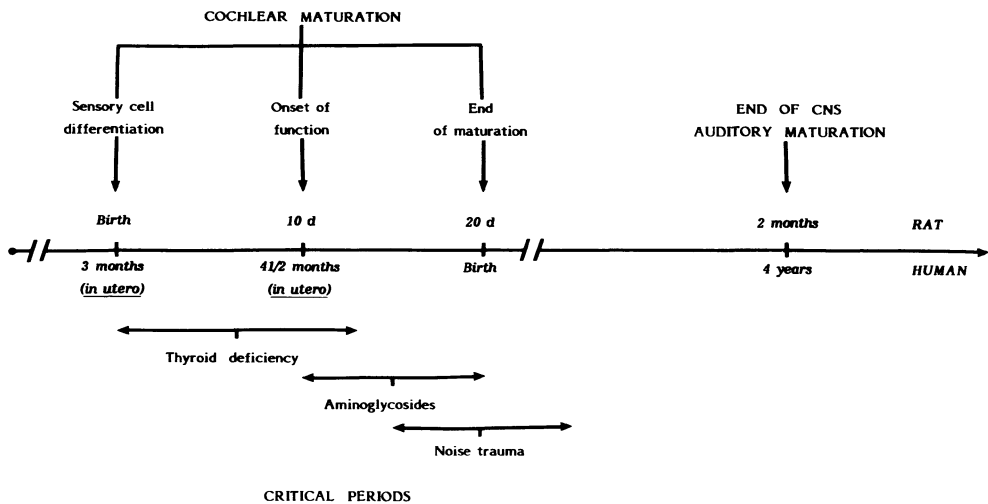 COCHLEAR MATURATION
Sensory cell
differentiation
Onset of
function
End
of maturation
END OF CNS
AUDITORY MATURATION
Birth
10 d
20 d
2 months
RAT
3 months
(in utero)
41/2 months
(in utero)
Birth
4 years
HUMAN
Thyroid deficiency
Aminoglycosides
Noise trauma
CRITICAL PERIODS